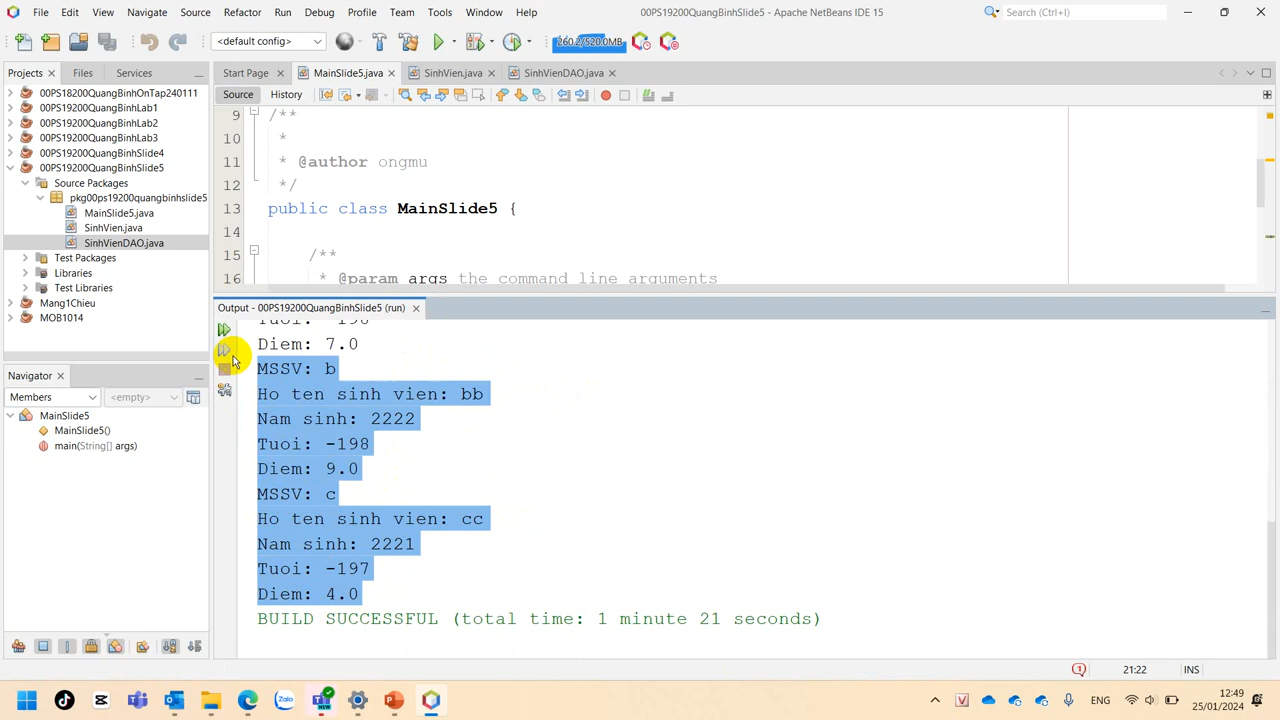 File Edit View Navigate Source Refactor Run Debug Profile Team Tools Window Help
00PS19200QuangBinhSlide5 - Apache NetBeans IDE 15
Search (Ctrl+I)
<default config>
260.2/520.0MB
Projects Files Services
Start Page MainSlide5.java SinhVien.java SinhVienDAO.java
Source History
00PS18200QuangBinhOnTap240111
00PS19200QuangBinhLab1
00PS19200QuangBinhLab2
00PS19200QuangBinhLab3
00PS19200QuangBinhSlide4
00PS19200QuangBinhSlide5
Source Packages
pkg00ps19200quangbinhslide5
MainSlide5.java
SinhVien.java
SinhVienDAO.java
Test Packages
Libraries
Test Libraries
Mang1Chieu
MOB1014
Navigator
Members <empty>
MainSlide5
MainSlide5()
main(String[] args)
9 /**
10 *
11 * @author ongmu
12 */
13 public class MainSlide5 {
14
15 /**
16 * @param args the command line arguments
Output - 00PS19200QuangBinhSlide5 (run)
Diem: 7.0
MSSV: b
Ho ten sinh vien: bb
Nam sinh: 2222
Tuoi: -198
Diem: 9.0
MSSV: c
Ho ten sinh vien: cc
Nam sinh: 2221
Tuoi: -197
Diem: 4.0
BUILD SUCCESSFUL (total time: 1 minute 21 seconds)
21:22 INS
Zalo
NEW
ENG
12:49
25/01/2024